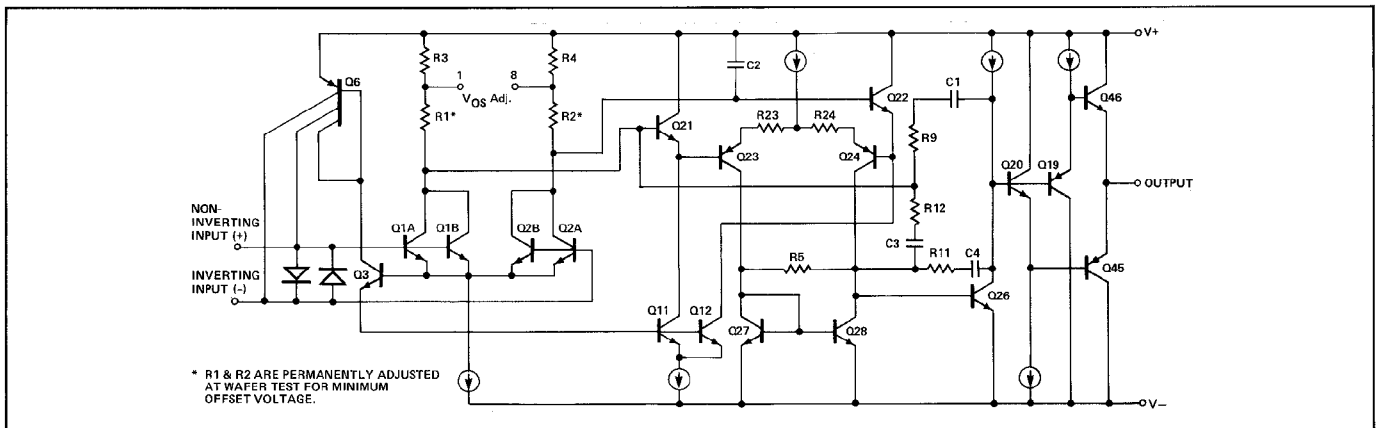 V+
R3
R4
C2
Q6
1
8
VOS Adj.
C1
Q22
Q46
R1*
R2*
Q21
R23
R24
R9
Q23
Q24
Q20
Q19
OUTPUT
NON-
INVERTING
INPUT (+)
Q1A
Q1B
Q2B
Q2A
R12
C3
INVERTING
INPUT (-)
Q3
R5
R11
C4
Q45
Q26
Q11
Q12
Q27
Q28
* R1 & R2 ARE PERMANENTLY ADJUSTED
AT WAFER TEST FOR MINIMUM
OFFSET VOLTAGE.
V-